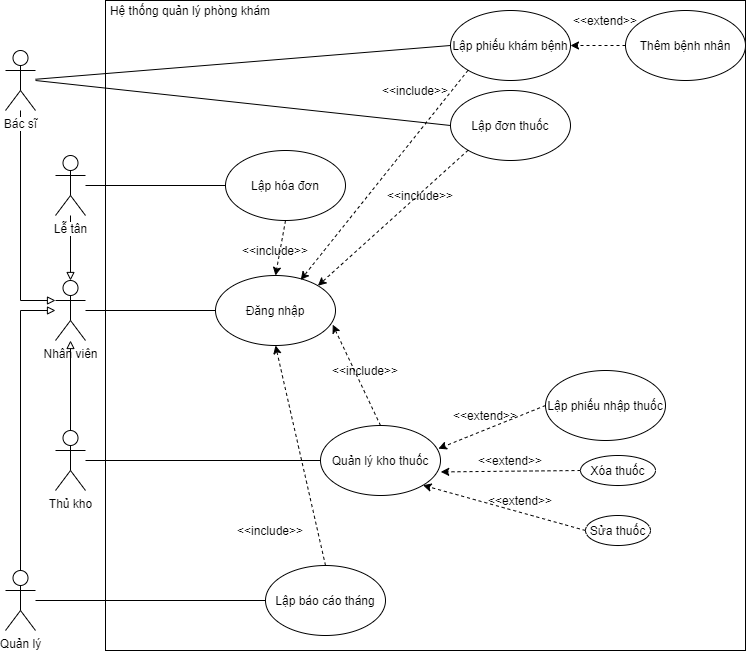 Hệ thống quản lý phòng khám
<<extend>>
Lập phiếu khám bệnh
Thêm bệnh nhân
<<include>>
Bác sĩ
Lập đơn thuốc
Lập hóa đơn
<<include>>
Lễ tân
<<include>>
Đăng nhập
Nhân viên
<<include>>
Lập phiếu nhập thuốc
<<extend>>
Quản lý kho thuốc
<<extend>>
Xóa thuốc
Thủ kho
<<extend>>
Sửa thuốc
<<include>>
Lập báo cáo tháng
Quản lý